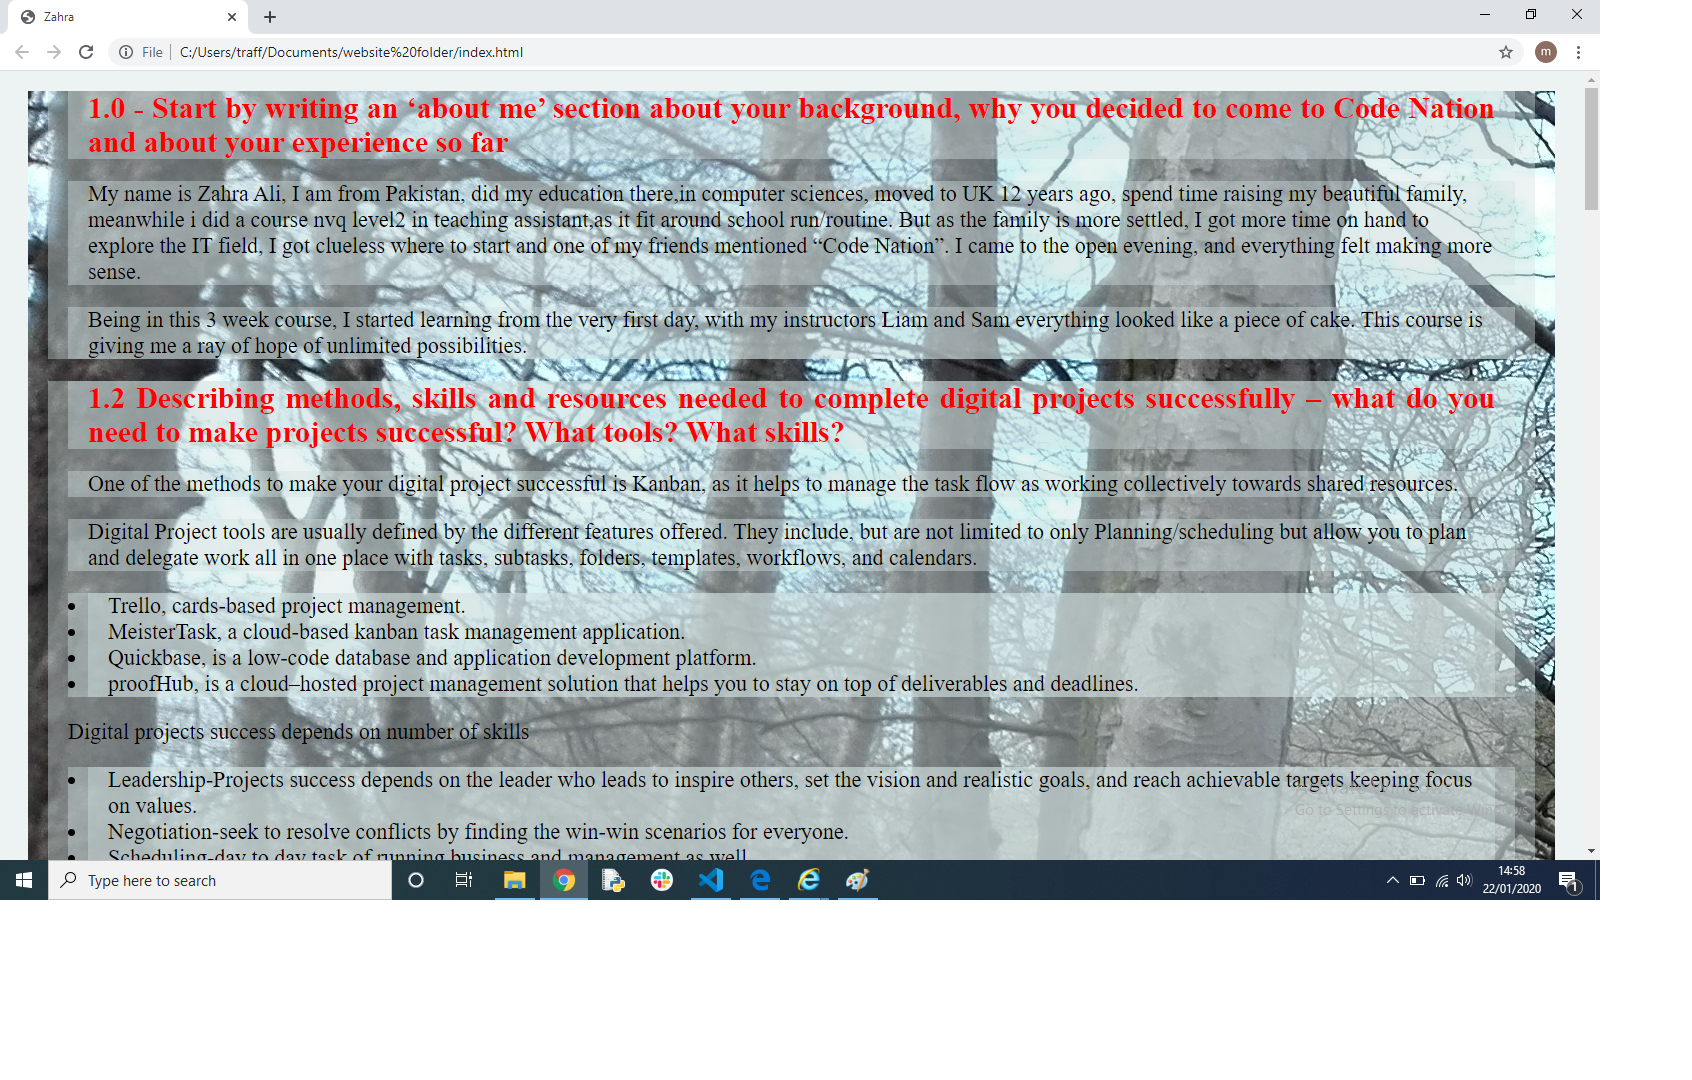 Zahra
File
C:/Users/traff/Documents/website%20folder/index.html
m
1.0 - Start by writing an ‘about me’ section about your background, why you decided to come to Code Nation
and about your experience so far
My name is Zahra Ali, I am from Pakistan, did my education there,in computer sciences, moved to UK 12 years ago, spend time raising my beautiful family,
meanwhile i did a course nvq level2 in teaching assistant,as it fit around school run/routine. But as the family is more settled, I got more time on hand to
explore the IT field, I got clueless where to start and one of my friends mentioned “Code Nation”. I came to the open evening, and everything felt making more
sense.
Being in this 3 week course, I started learning from the very first day, with my instructors Liam and Sam everything looked like a piece of cake. This course is
giving me a ray of hope of unlimited possibilities.
1.2 Describing methods, skills and resources needed to complete digital projects successfully – what do you
need to make projects successful? What tools? What skills?
One of the methods to make your digital project successful is Kanban, as it helps to manage the task flow as working collectively towards shared resources.
Digital Project tools are usually defined by the different features offered. They include, but are not limited to only Planning/scheduling but allow you to plan
and delegate work all in one place with tasks, subtasks, folders, templates, workflows, and calendars.
• Trello, cards-based project management.
• MeisterTask, a cloud-based kanban task management application.
• Quickbase, is a low-code database and application development platform.
• proofHub, is a cloud–hosted project management solution that helps you to stay on top of deliverables and deadlines.
Digital projects success depends on number of skills
• Leadership-Projects success depends on the leader who leads to inspire others, set the vision and realistic goals, and reach achievable targets keeping focus
on values.
• Negotiation-seek to resolve conflicts by finding the win-win scenarios for everyone.
• Scheduling-day to day task of running business and management as well
Go to Settings to activate Windows
Type here to search
14:58
22/01/2020
1